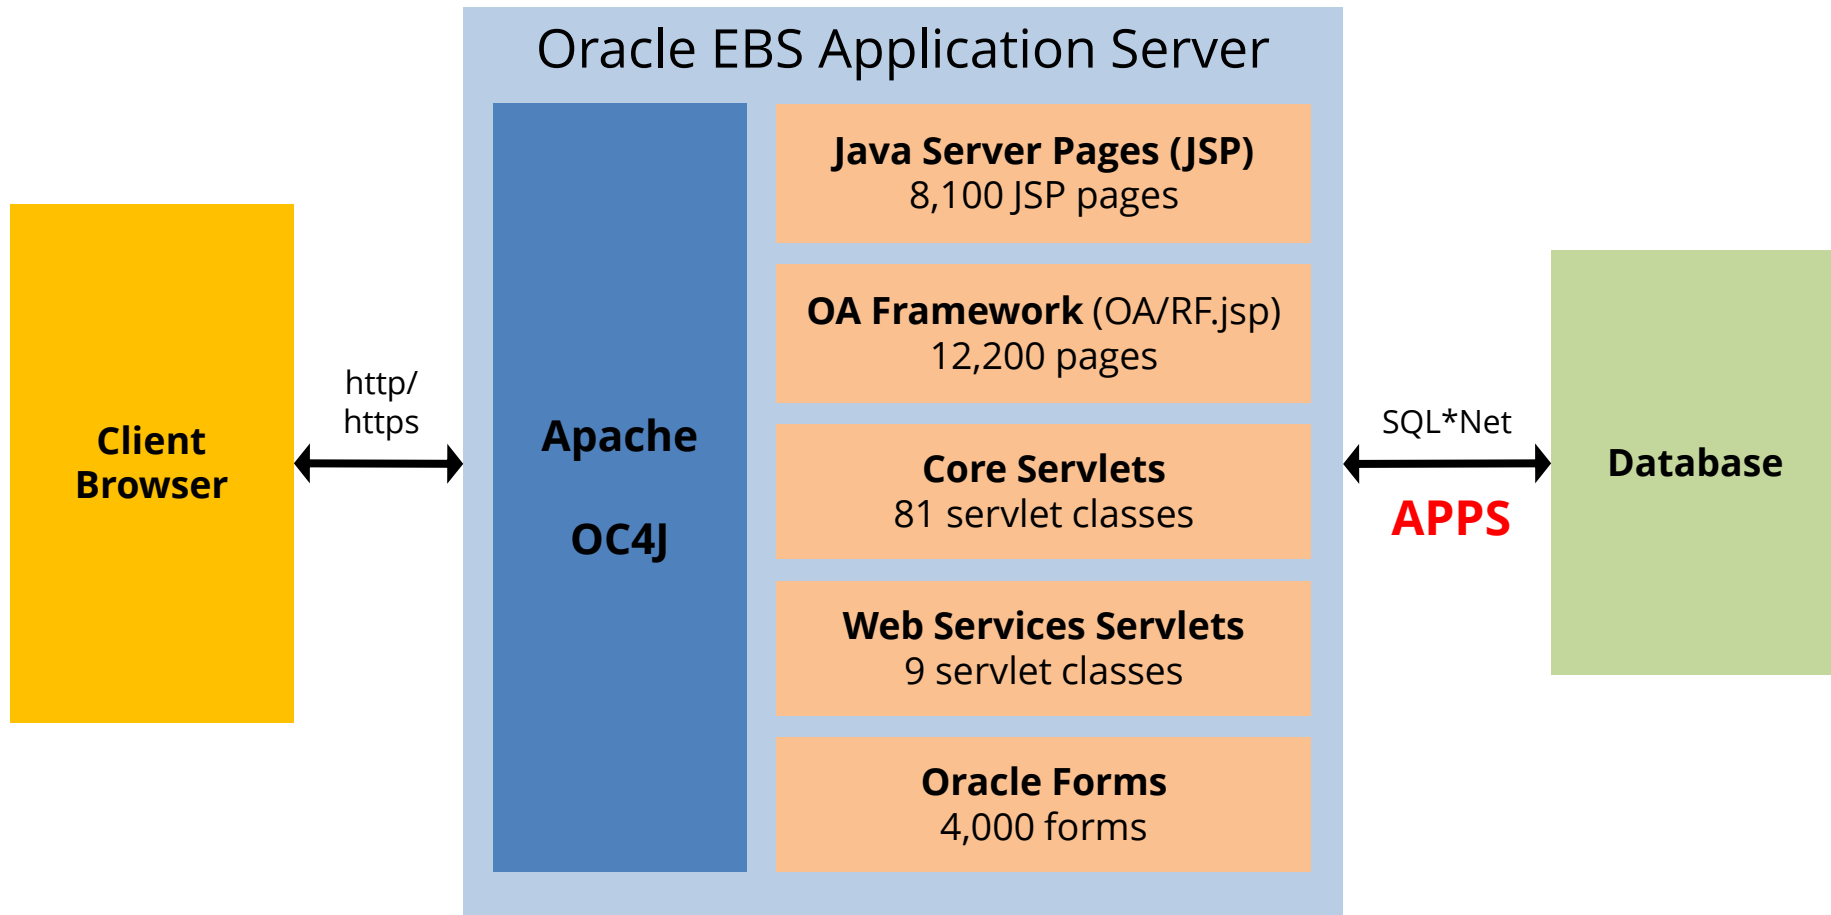 Oracle EBS Application Server
Client
Browser
http/
https
Apache
OC4J
Java Server Pages (JSP)
8,100 JSP pages
OA Framework (OA/RF.jsp)
12,200 pages
Core Servlets
81 servlet classes
Web Services Servlets
9 servlet classes
Oracle Forms
4,000 forms
SQL*Net
APPS
Database